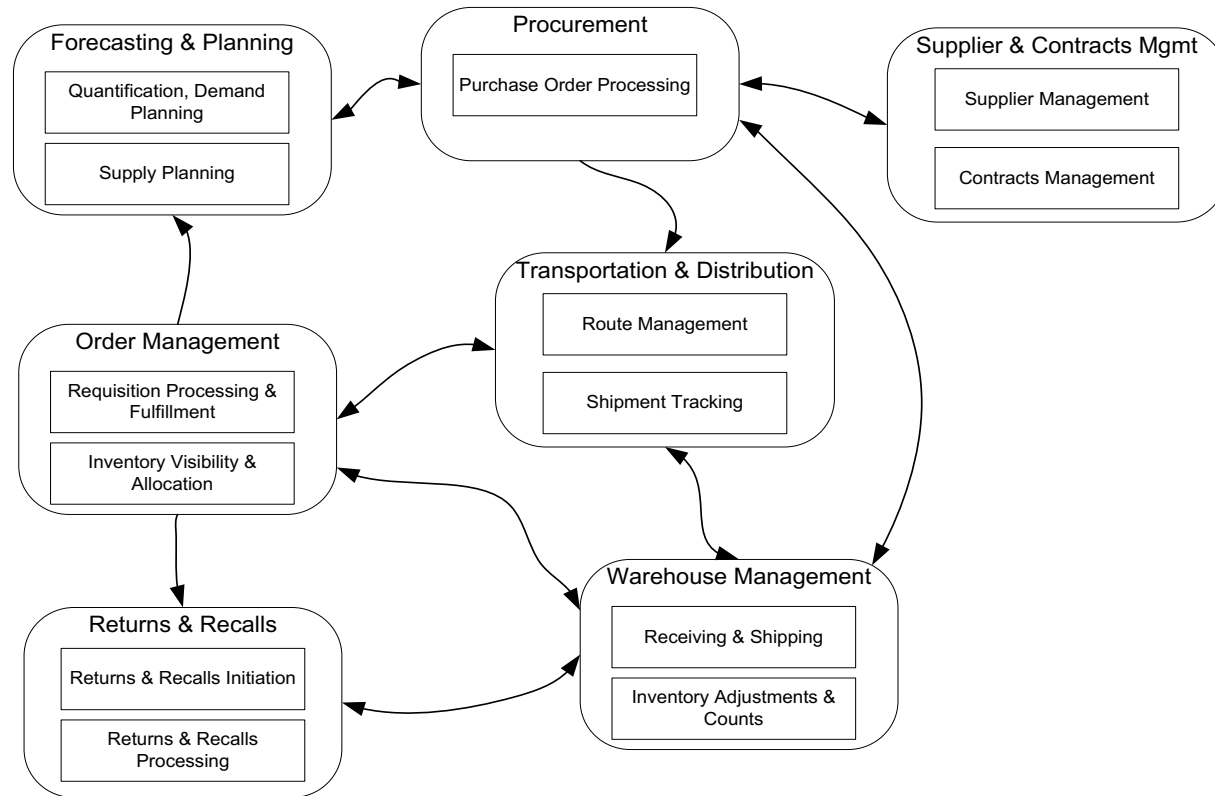 Forecasting & Planning
Quantification, Demand
Planning
Supply Planning
Procurement
Purchase Order Processing
Supplier & Contracts Mgmt
Supplier Management
Contracts Management
Transportation & Distribution
Route Management
Shipment Tracking
Order Management
Requisition Processing &
Fulfillment
Inventory Visibility &
Allocation
Warehouse Management
Receiving & Shipping
Inventory Adjustments &
Counts
Returns & Recalls
Returns & Recalls Initiation
Returns & Recalls
Processing